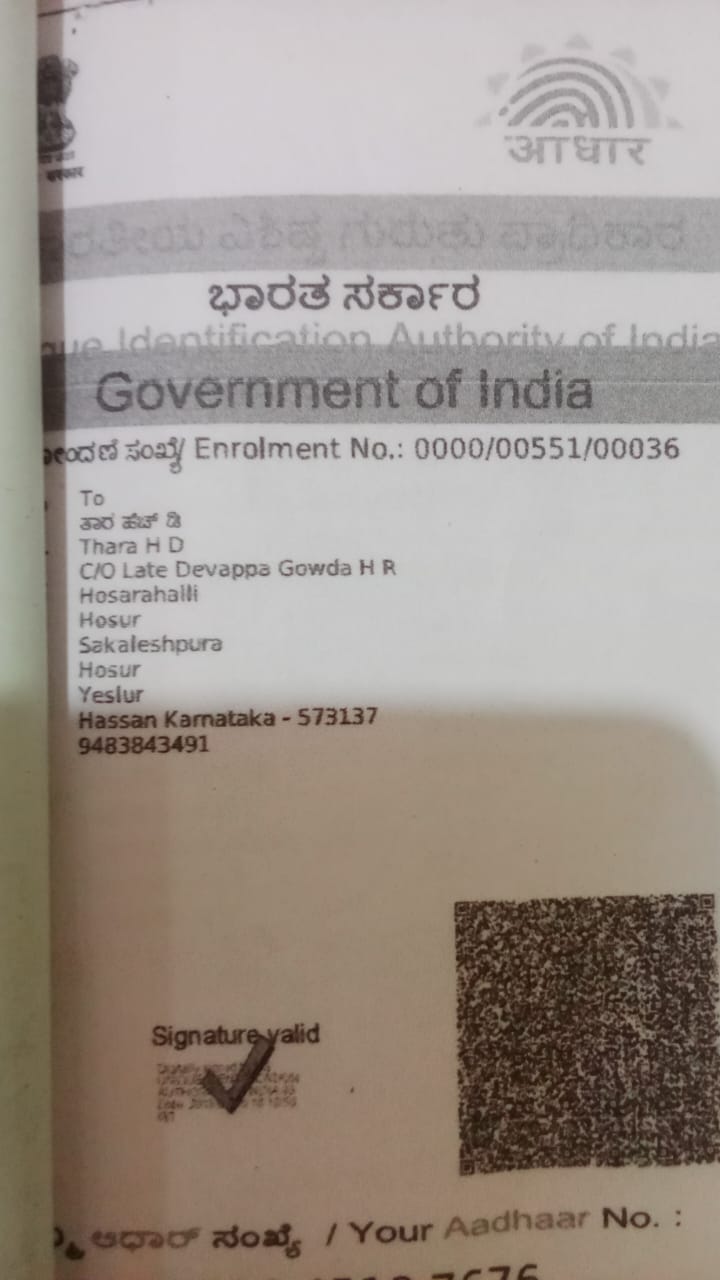 आधार
ಭಾರತೀಯ ವಿಶಿಷ್ಟ ಗುರುತು ಪ್ರಾಧಿಕಾರ
ಭಾರತ ಸರ್ಕಾರ
Identification Authority of India
Government of India
ಸಂಖ್ಯೆ/ Enrolment No.: 0000/00551/00036
To
ತಾರ ಹೆಚ್ ಡಿ
Thara H D
C/O Late Devappa Gowda H R
Hosarahalli
Hosur
Sakaleshpura
Hosur
Yeslur
Hassan Karnataka - 573137
9483843491
Signature valid
ಆಧಾರ್ ಸಂಖ್ಯೆ / Your Aadhaar No. :